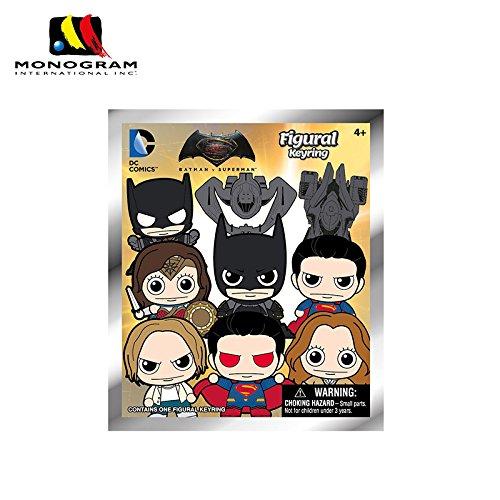 MONOGRAM
INTERNATIONAL INC.
DC
COMICS™
BATMAN v SUPERMAN
Figural
Keyring
4+
WARNING:
CHOKING HAZARD – Small parts.
Not for children under 3 years.
CONTAINS ONE FIGURAL KEYRING